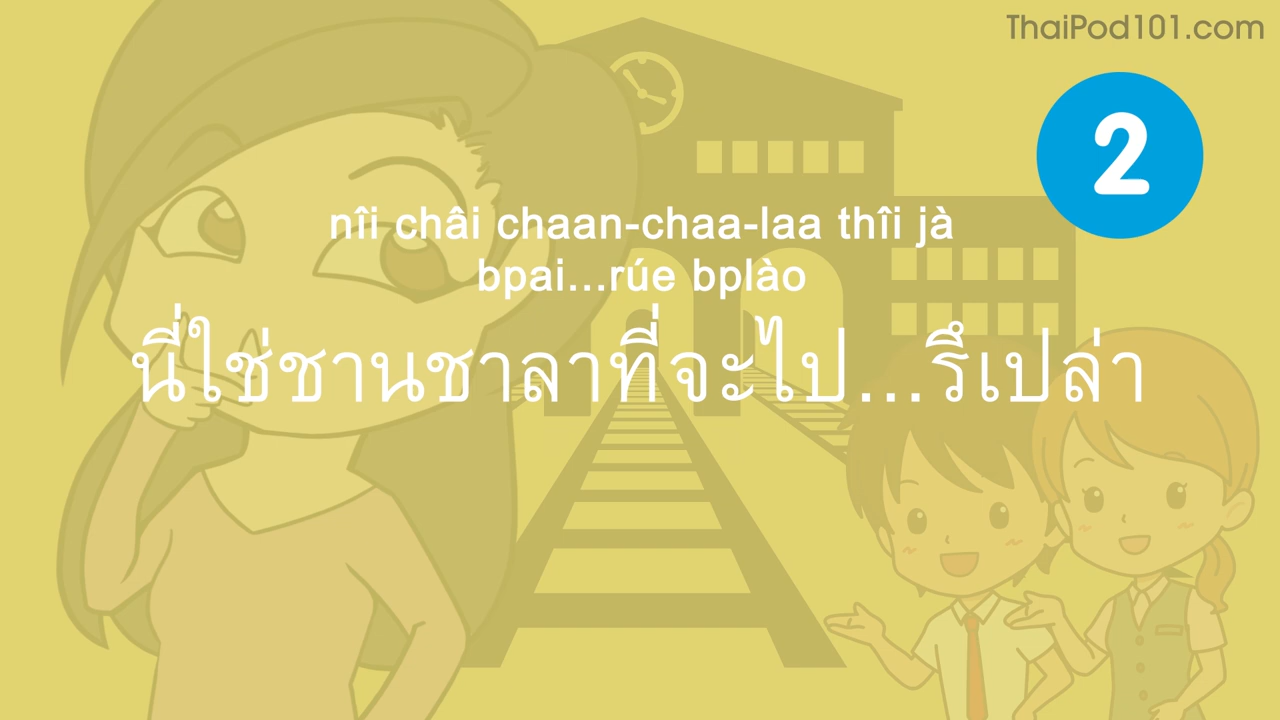 ThaiPod101.com
2
nîi châi chaan-chaa-laa thîi jà
bpai...rúe bplào
นี่ใช่ชานชาลาที่จะไป...รึเปล่า